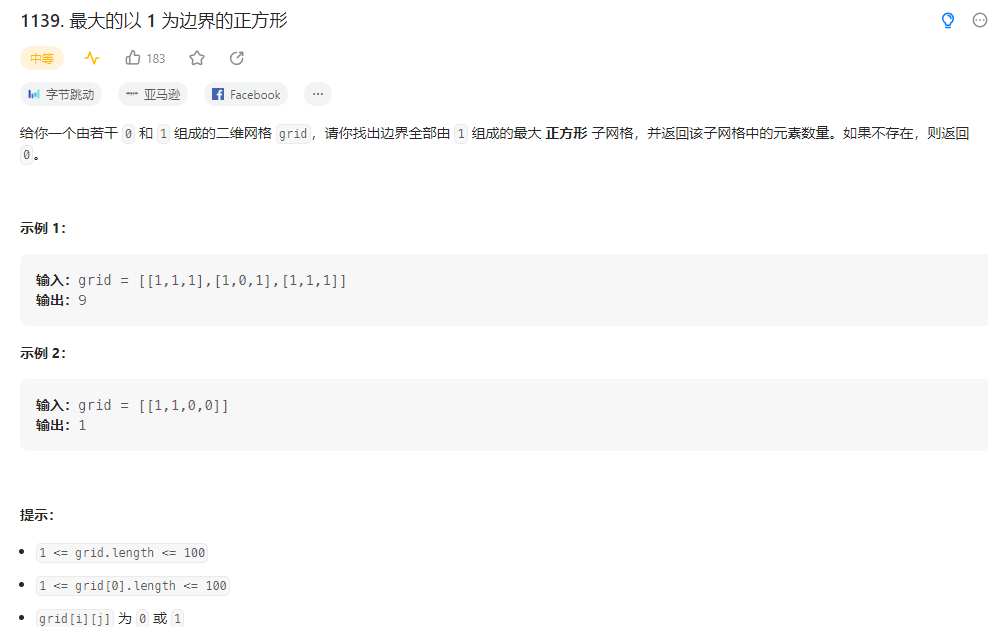 1139. 最大的以 1 为边界的正方形
中等 183
字节跳动 亚马逊 Facebook ...
给你一个由若干 0 和 1 组成的二维网格 grid，请你找出边界全部由 1 组成的最大 正方形 子网格，并返回该子网格中的元素数量。如果不存在，则返回
0。
示例 1：
输入：grid = [[1,1,1],[1,0,1],[1,1,1]]
输出：9
示例 2：
输入：grid = [[1,1,0,0]]
输出：1
提示：
1 <= grid.length <= 100
1 <= grid[0].length <= 100
grid[i][j] 为 0 或 1